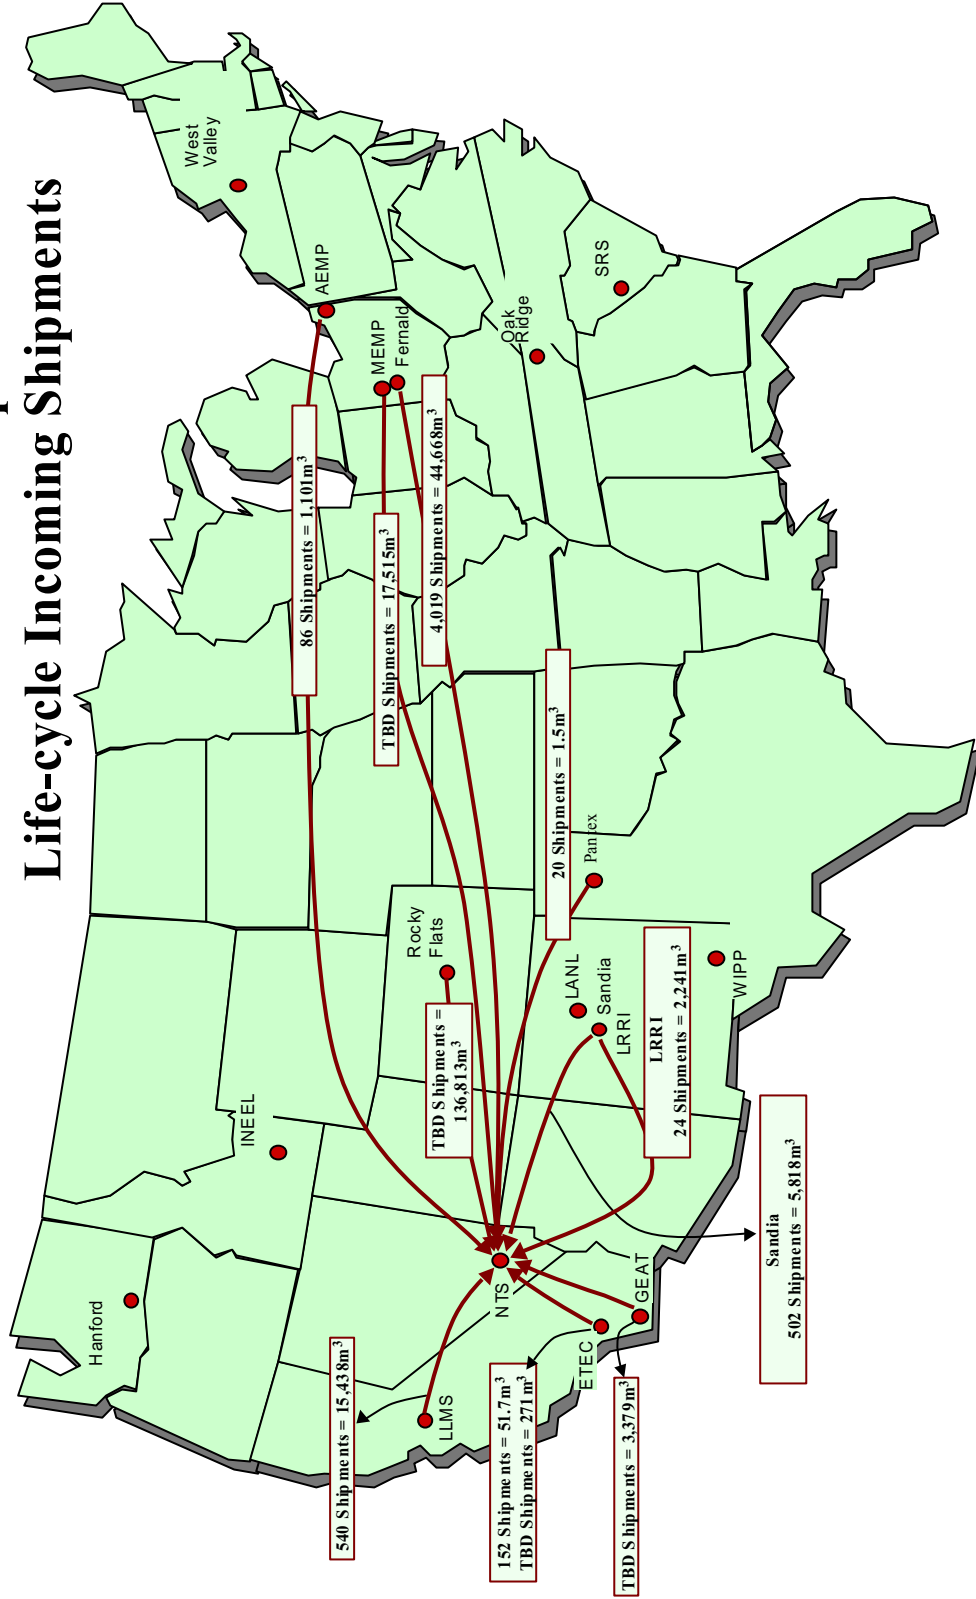 Life-cycle Incoming Shipments
Hanford
INEEL
West
Valley
AEMP
MEMP
Fernald
Oak
Ridge
SRS
Rocky
Flats
LANL
Sandia
LRRI
Pantex
WIPP
NTS
LLMS
ETEC
GEAT
86 Shipments = 1,101m³
TBD Shipments = 17,515m³
4,019 Shipments = 44,668m³
20 Shipments = 1.5m³
TBD Shipments =
136,813m³
LRRI
24 Shipments = 2,241m³
Sandia
502 Shipments = 5,818m³
540 Shipments = 15,438m³
152 Shipments = 51.7m³
TBD Shipments = 271m³
TBD Shipments = 3,379m³